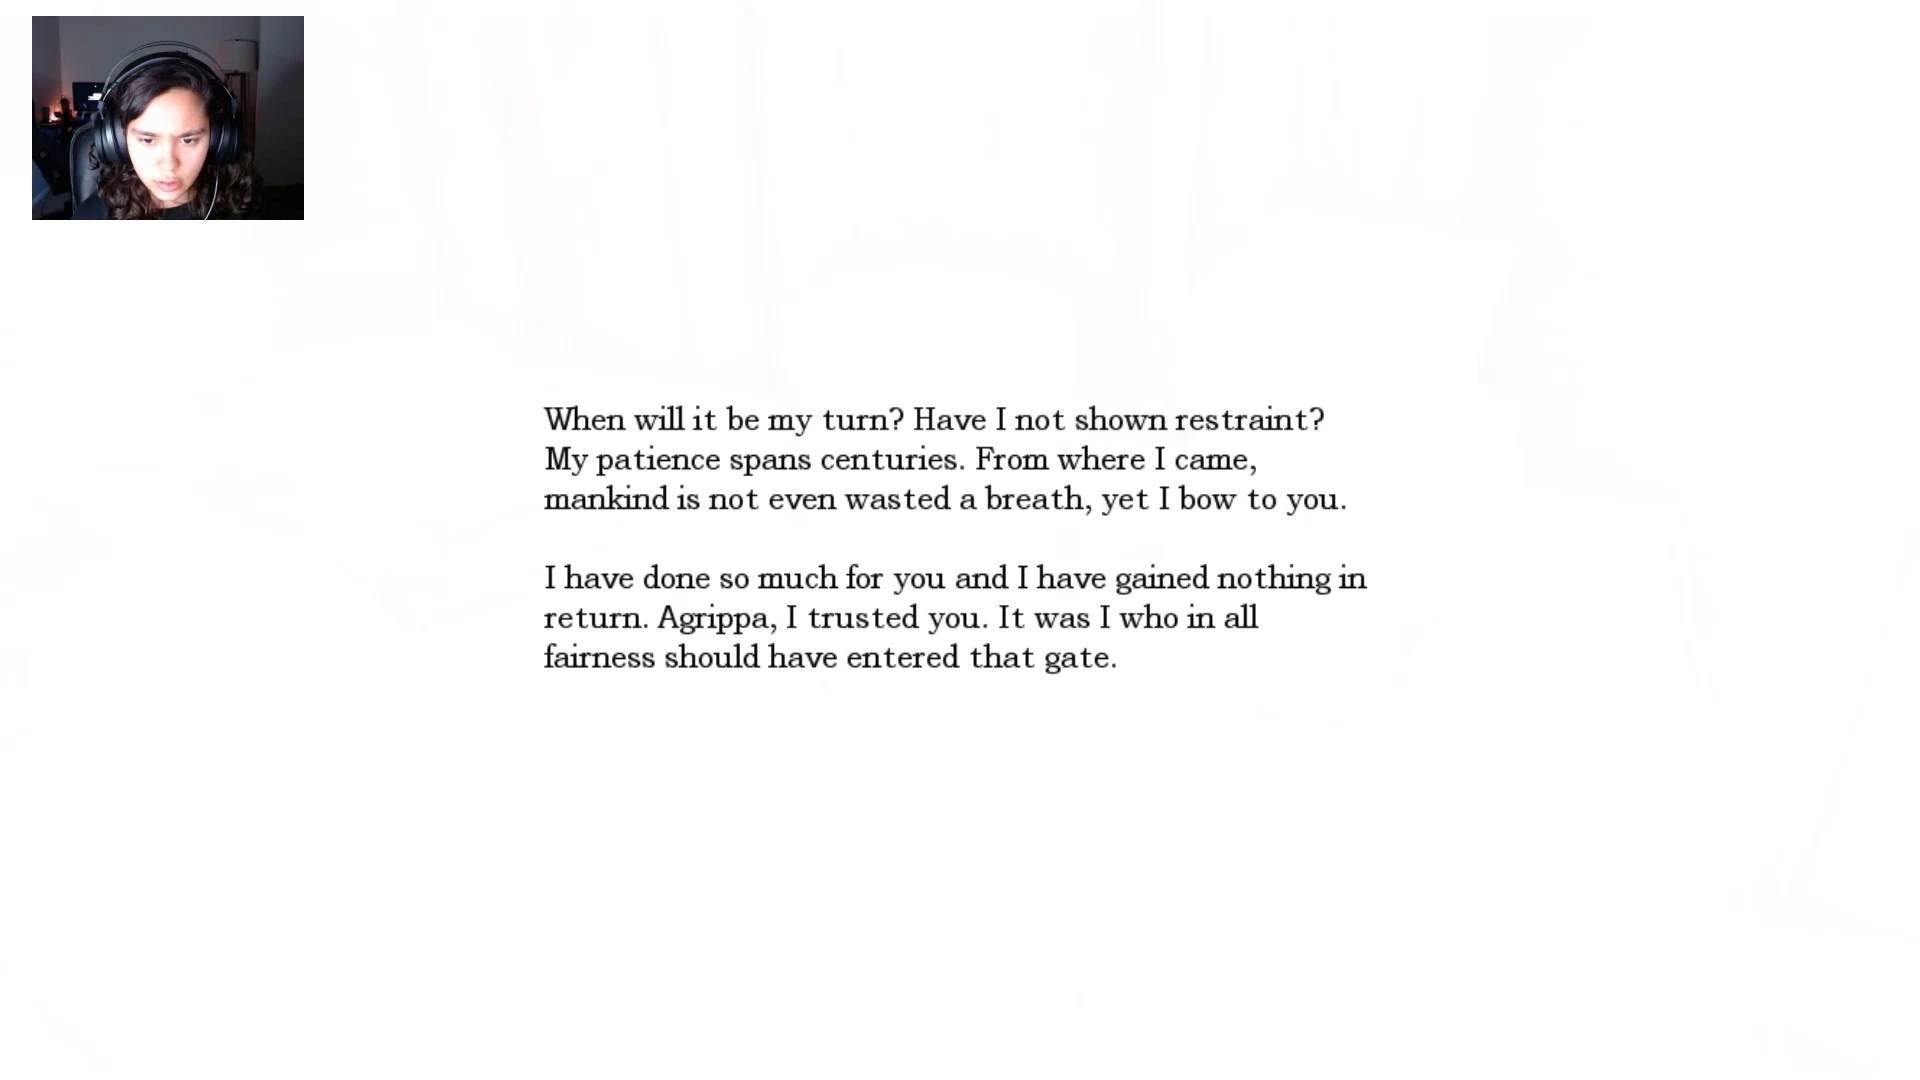 When will it be my turn? Have I not shown restraint?
My patience spans centuries. From where I came,
mankind is not even wasted a breath, yet I bow to you.
I have done so much for you and I have gained nothing in
return. Agrippa, I trusted you. It was I who in all
fairness should have entered that gate.